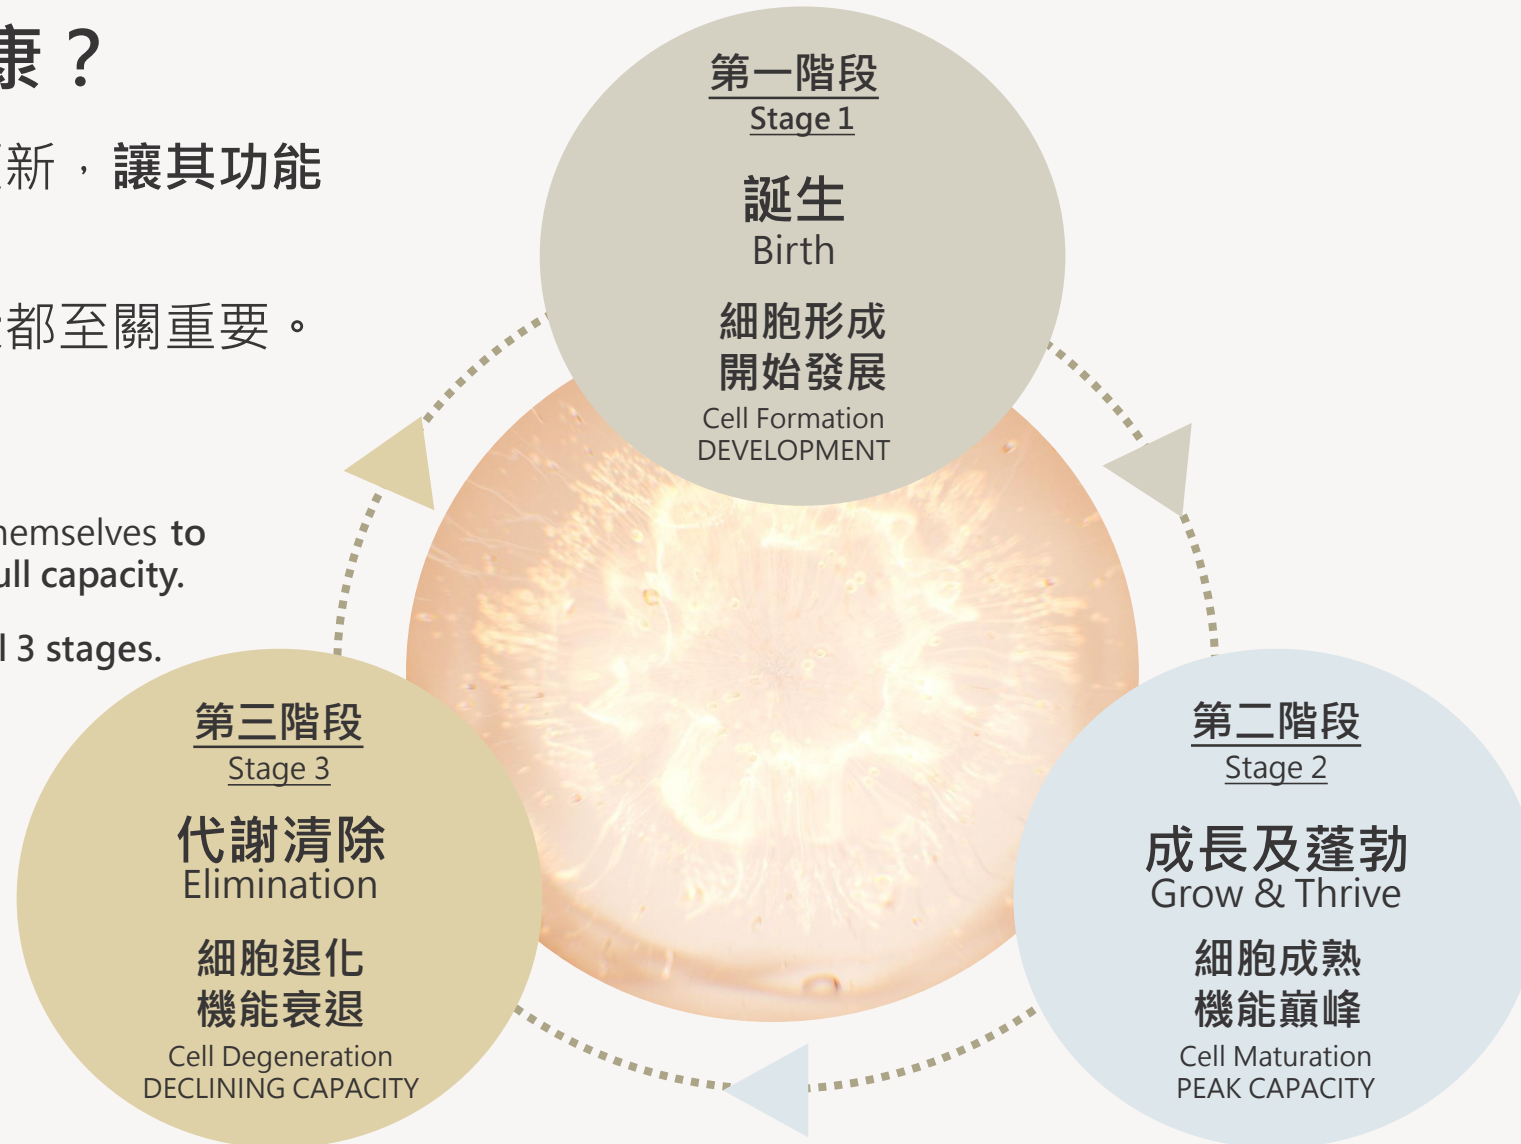 康？
新，讓其功能
都至關重要。
themselves to
full capacity.
3 stages.
第一階段
Stage 1
誕生
Birth
細胞形成
開始發展
Cell Formation
DEVELOPMENT
第二階段
Stage 2
成長及蓬勃
Grow & Thrive
細胞成熟
機能巔峰
Cell Maturation
PEAK CAPACITY
第三階段
Stage 3
代謝清除
Elimination
細胞退化
機能衰退
Cell Degeneration
DECLINING CAPACITY